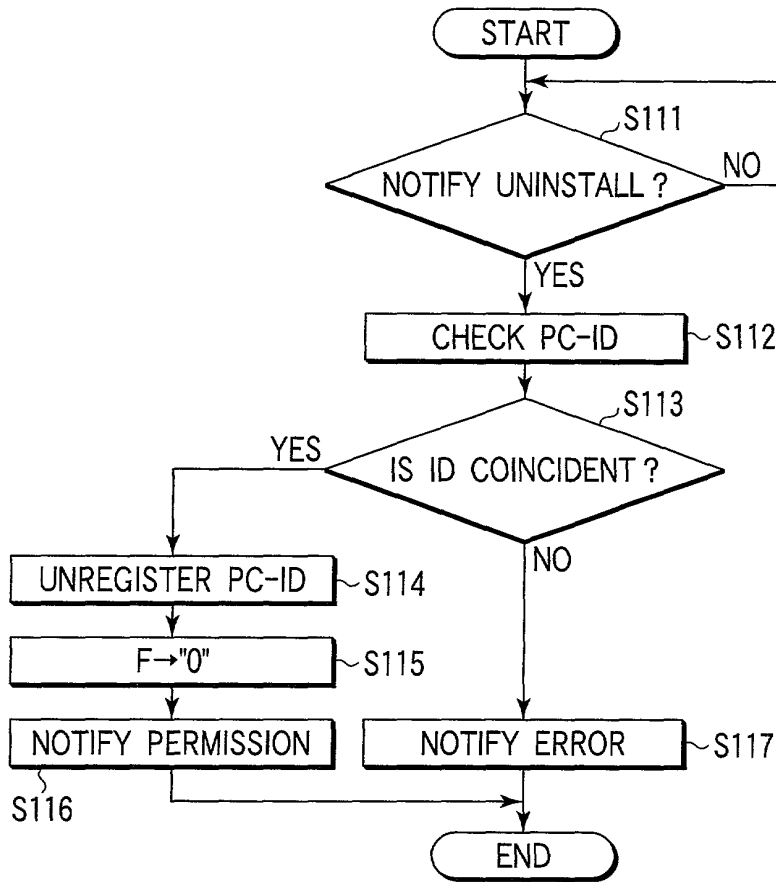 START
S111
NOTIFY UNINSTALL ?
NO
YES
CHECK PC-ID
S112
S113
YES
IS ID COINCIDENT ?
NO
UNREGISTER PC-ID
S114
F→"0"
S115
NOTIFY PERMISSION
NOTIFY ERROR
S117
S116
END